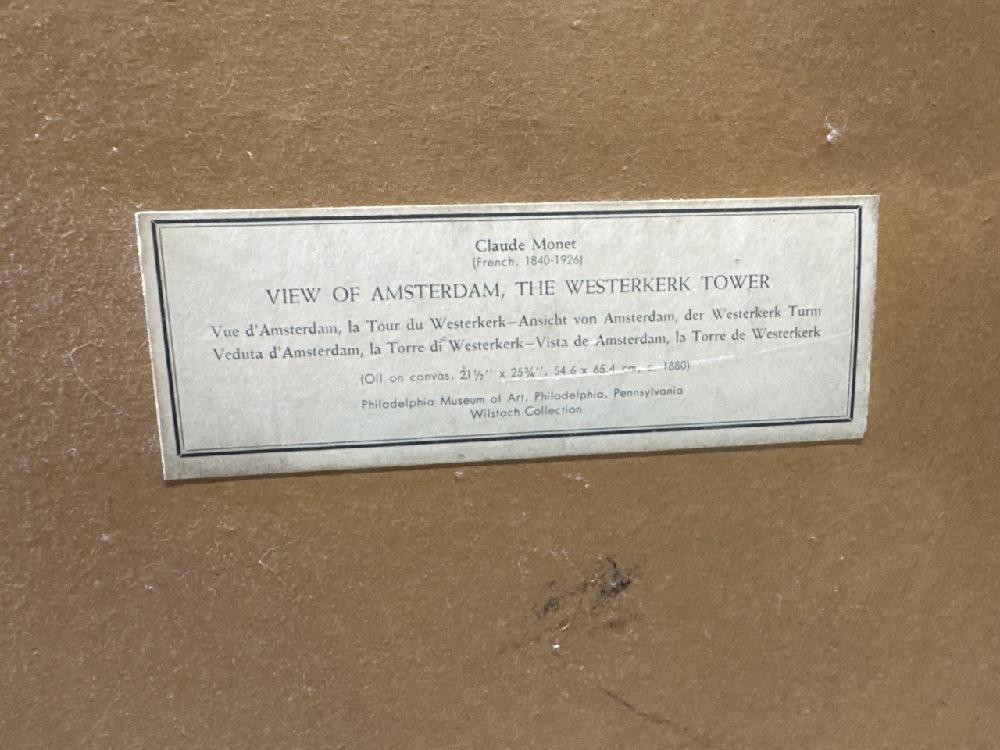 Claude Monet
(French, 1840-1926)
VIEW OF AMSTERDAM, THE WESTERKERK TOWER
Vue d'Amsterdam, la Tour du Westerkerk—Ansicht von Amsterdam, der Westerkerk Turm
Veduta d'Amsterdam, la Torre di Westerkerk—Vista de Amsterdam, la Torre de Westerkerk
(Oil on canvas, 21½" x 25¾", 54.6 x 65.4 cm. 1880)
Philadelphia Museum of Art, Philadelphia, Pennsylvania
Wilstoch Collection